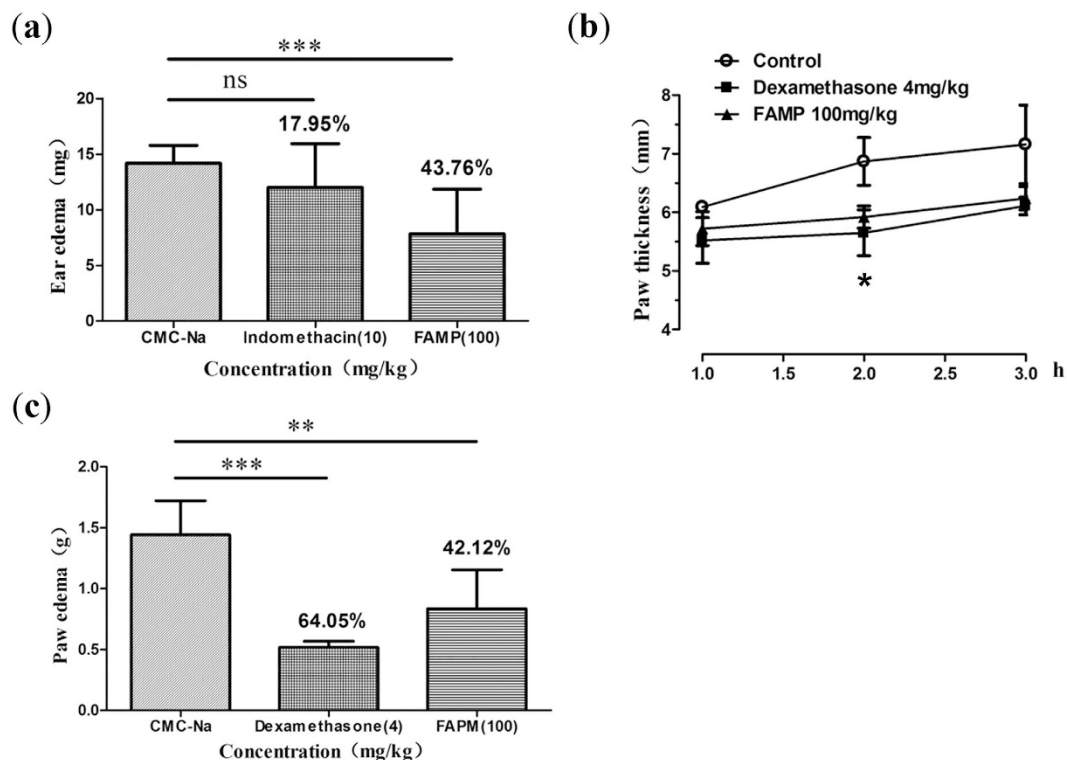 (a)
***
ns
20
15
10
5
0
17.95%
43.76%
Ear edema（mg）
CMC-Na Indomethacin(10) FAMP(100)
Concentration（mg/kg）
(b)
Control
Dexamethasone 4mg/kg
FAMP 100mg/kg
8
7
6
5
4
Paw thickness（mm）
*
1.0 1.5 2.0 2.5 3.0 h
(c)
**
***
2.0
1.5
1.0
0.5
0.0
64.05%
42.12%
Paw edema（g）
CMC-Na Dexamethasone(4) FAPM(100)
Concentration（mg/kg）